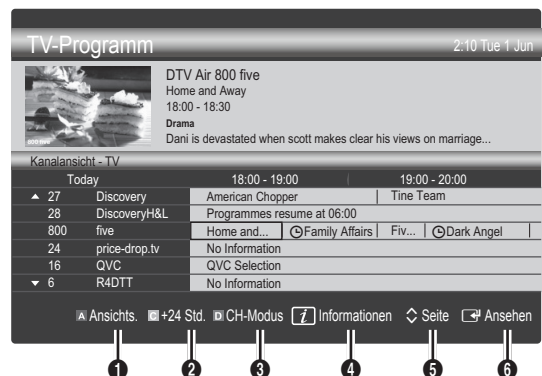 TV-Programm 2:10 Tue 1 Jun
DTV Air 800 five
Home and Away
18:00 - 18:30
Drama
Dani is devastated when scott makes clear his views on marriage...
800 five
Kanalansicht - TV
Today 18:00 - 19:00 19:00 - 20:00
▲ 27 Discovery American Chopper Tine Team
28 DiscoveryH&L Programmes resume at 06:00
800 five Home and... Family Affairs Fiv... Dark Angel
24 price-drop.tv No Information
16 QVC QVC Selection
▼ 6 R4DTT No Information
A Ansichts. C +24 Std. D CH-Modus i Informationen Seite Ansehen
1 2 3 4 5 6